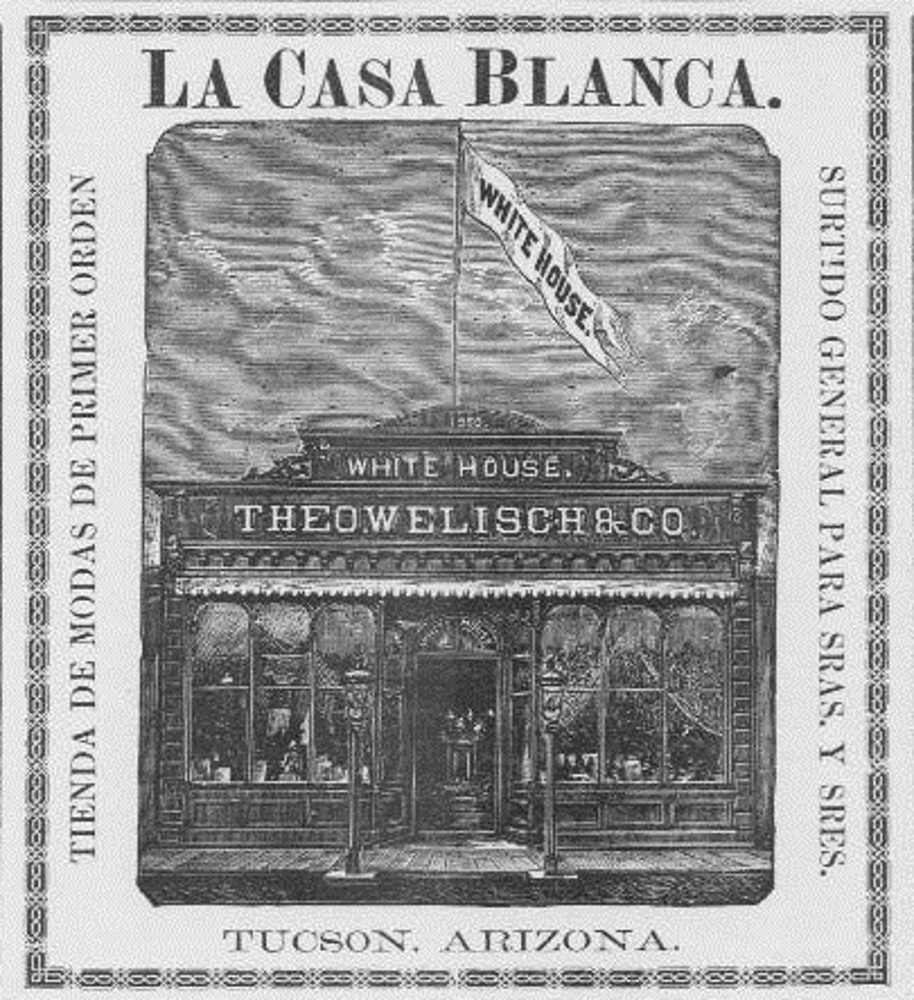 LA CASA BLANCA.
TIENDA DE MODAS DE PRIMER ORDEN
WHITE HOUSE.
WHITE HOUSE.
THEO. WELISCH & CO.
SURTIDO GENERAL PARA SRAS. Y SRES.
TUCSON, ARIZONA.